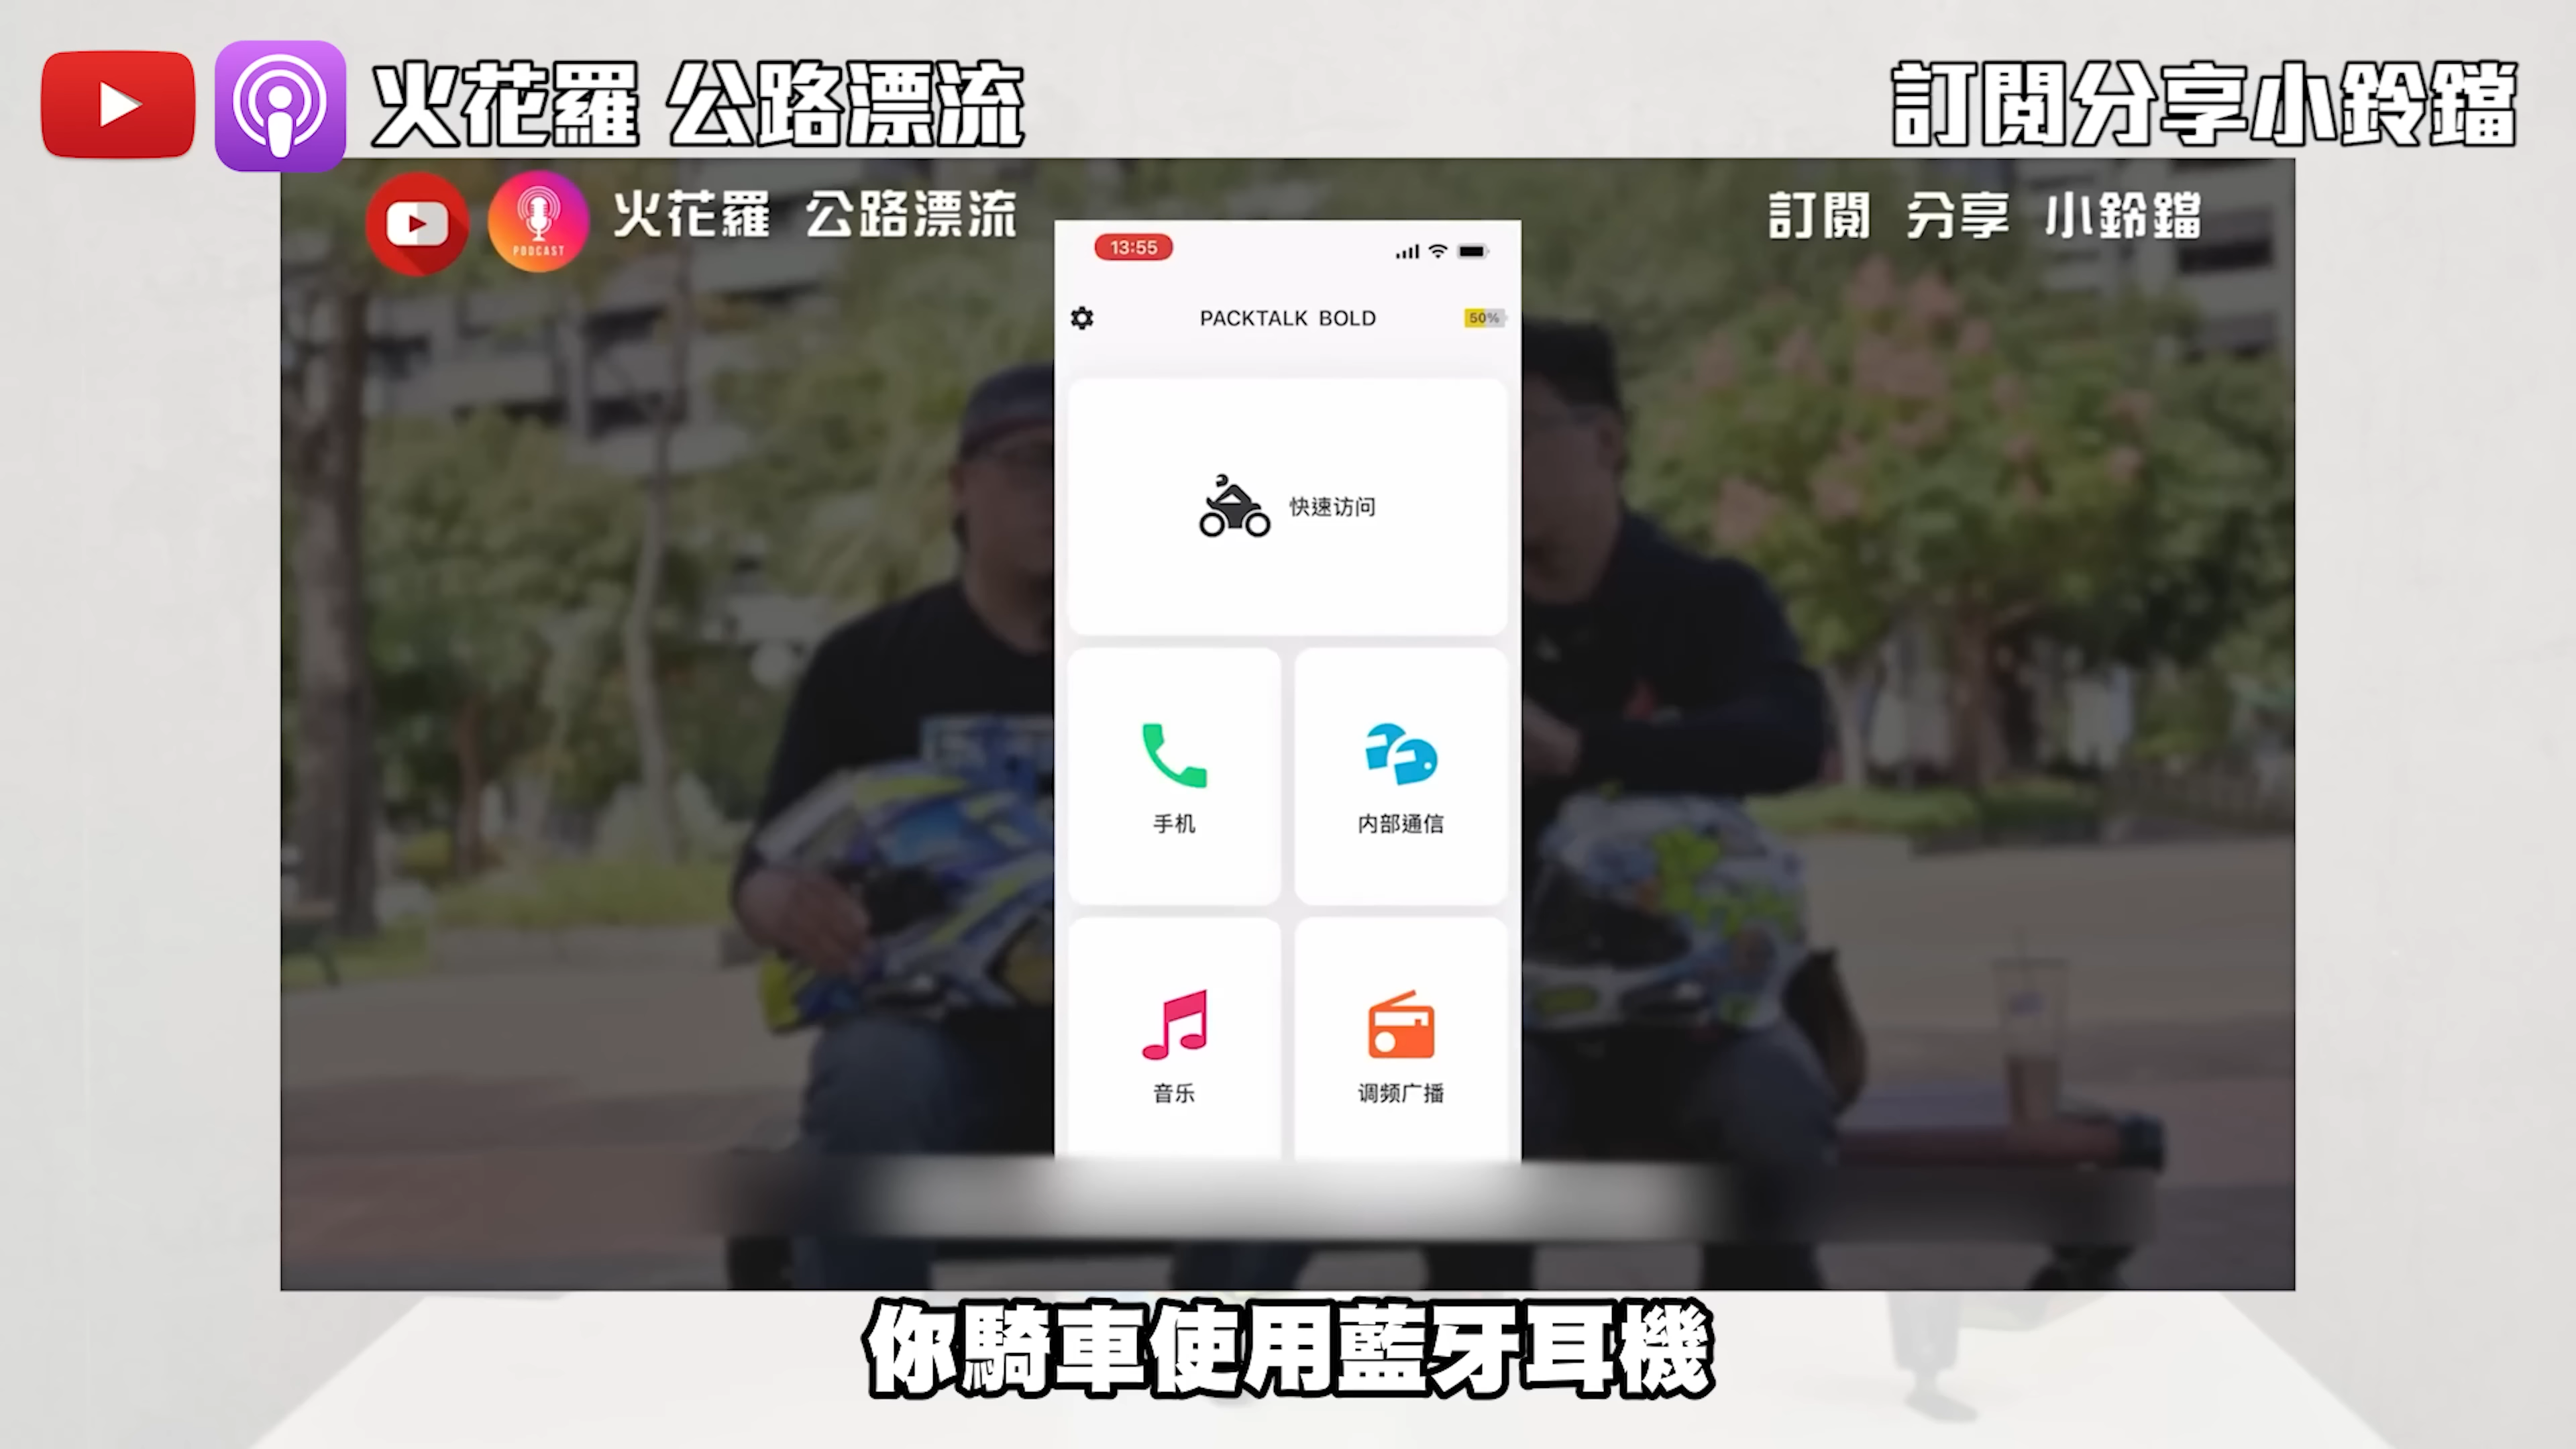 火花羅 公路漂流
訂閱分享小鈴鐺
PODCAST
火花羅 公路漂流
訂閱 分享 小鈴鐺
13:55
PACKTALK BOLD
50%
快速访问
手机
内部通信
音乐
调频广播
你騎車使用藍牙耳機